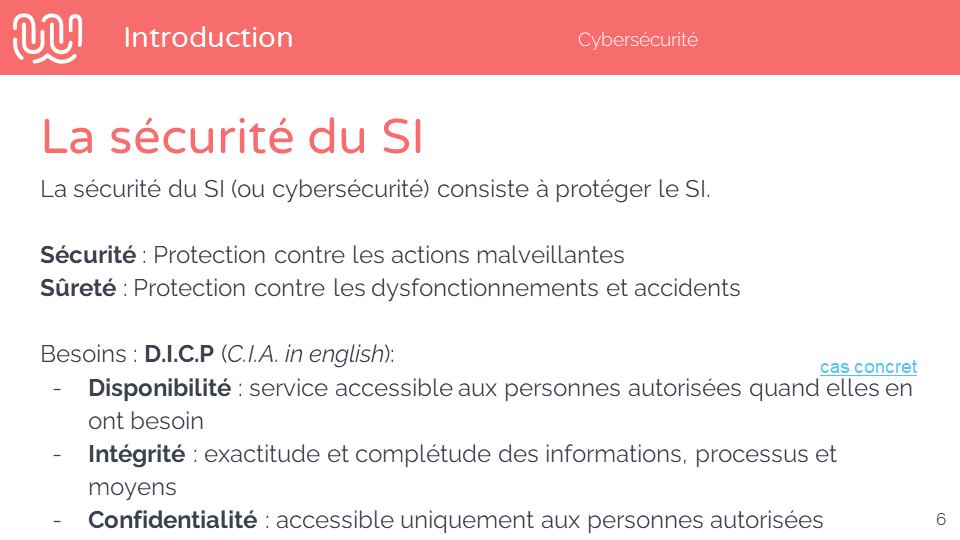 Introduction
Cybersécurité
La sécurité du SI
La sécurité du SI (ou cybersécurité) consiste à protéger le SI.
Sécurité : Protection contre les actions malveillantes
Sûreté : Protection contre les dysfonctionnements et accidents
Besoins : D.I.C.P (C.I.A. in english):
cas concret
- Disponibilité : service accessible aux personnes autorisées quand elles en
ont besoin
- Intégrité : exactitude et complétude des informations, processus et
moyens
- Confidentialité : accessible uniquement aux personnes autorisées
6